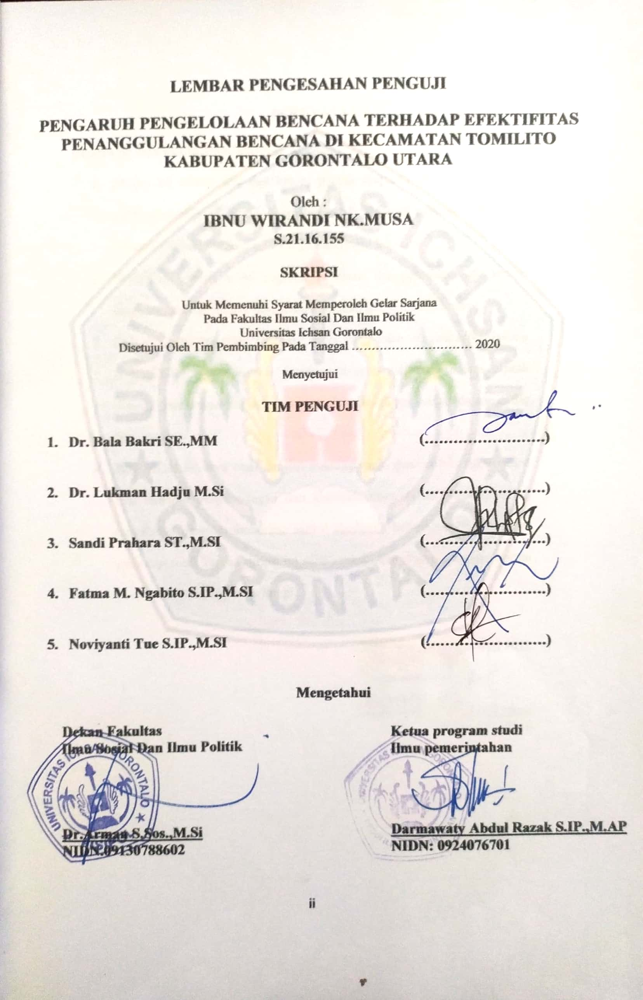 LEMBAR PENGESAHAN PENGUJI
PENGARUH PENGELOLAAN BENCANA TERHADAP EFEKTIFITAS
PENANGGULANGAN BENCANA DI KECAMATAN TOMILITO
KABUPATEN GORONTALO UTARA
Oleh :
IBNU WIRANDI NK.MUSA
S.21.16.155
SKRIPSI
Untuk Memenuhi Syarat Memperoleh Gelar Sarjana
Pada Fakultas Ilmu Sosial Dan Ilmu Politik
Universitas Ichsan Gorontalo
Disetujui Oleh Tim Pembimbing Pada Tanggal .............................. 2020
Menyetujui
TIM PENGUJI
1. Dr. Bala Bakri SE.,MM (..............................)
2. Dr. Lukman Hadju M.Si (..............................)
3. Sandi Prahara ST.,M.SI (..............................)
4. Fatma M. Ngabito S.IP.,M.SI (..............................)
5. Noviyanti Tue S.IP.,M.SI (..............................)
Mengetahui
Dekan Fakultas
Ilmu Sosial Dan Ilmu Politik
Dr.Arman S.Sos.,M.Si
NIDN.09130788602
Ketua program studi
Ilmu pemerintahan
Darmawaty Abdul Razak S.IP.,M.AP
NIDN: 0924076701
ii
UNIVERSITAS ICHSAN GORONTALO
UNIVERSITAS ICHSAN GORONTALO